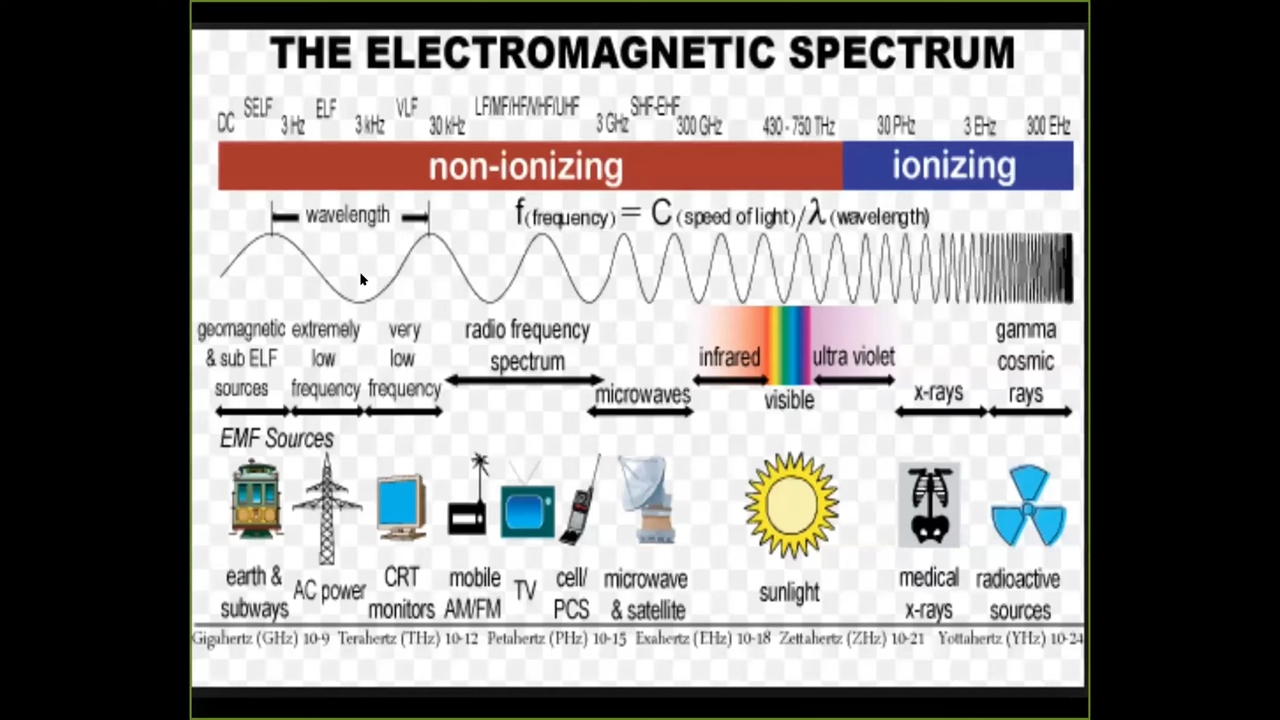 THE ELECTROMAGNETIC SPECTRUM
DC SELF 3 Hz ELF 3 kHz VLF 30 kHz LF/MF/HF/VHF/UHF 3 GHz SHF-EHF 300 GHz 430 - 750 THz 30 PHz 3 EHz 300 EHz
non-ionizing ionizing
wavelength f (frequency) = C (speed of light) / λ (wavelength)
geomagnetic & sub ELF sources
extremely low frequency
very low frequency
radio frequency spectrum
microwaves
infrared
visible
ultra violet
x-rays
gamma cosmic rays
EMF Sources
earth & subways
AC power
CRT monitors
mobile AM/FM
TV
cell/ PCS
microwave & satellite
sunlight
medical x-rays
radioactive sources
Gigahertz (GHz) 10-9 Terahertz (THz) 10-12 Petahertz (PHz) 10-15 Exahertz (EHz) 10-18 Zettahertz (ZHz) 10-21 Yottahertz (YHz) 10-24